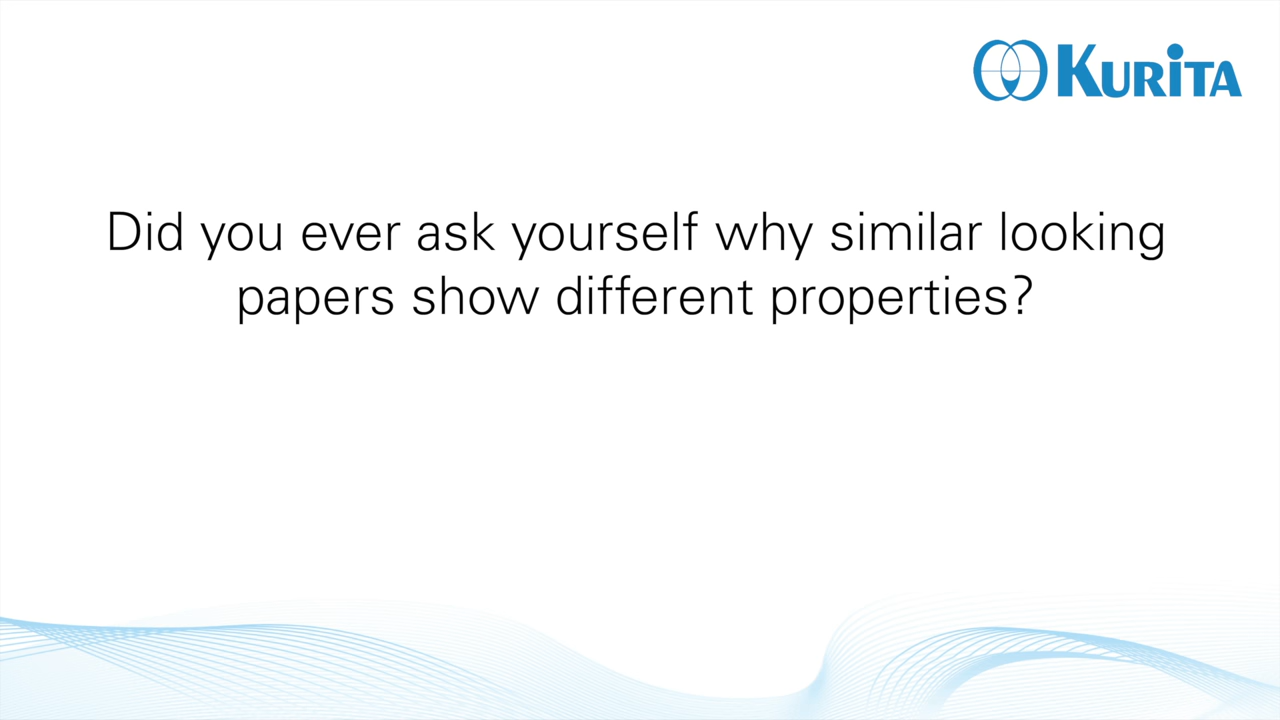 KURITA
Did you ever ask yourself why similar looking
papers show different properties?